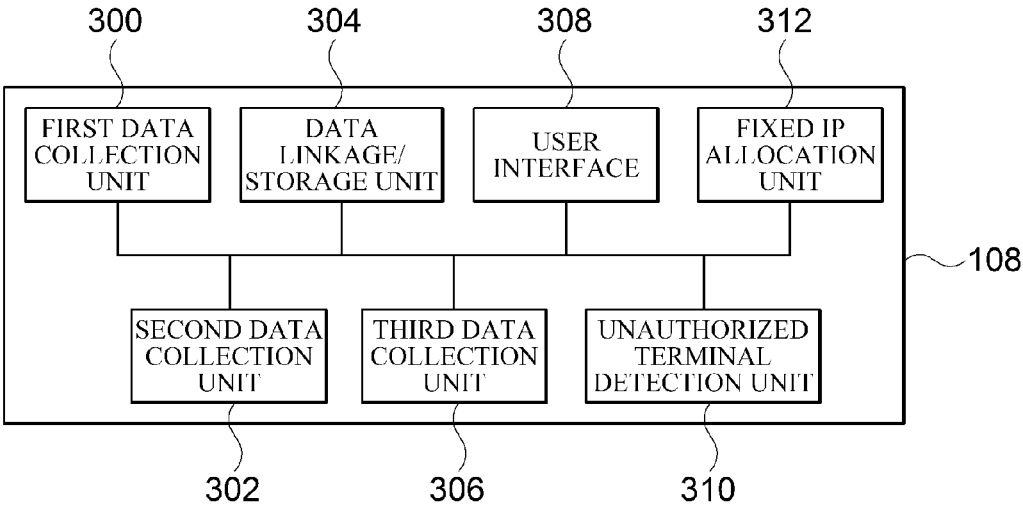 300 304 308 312
FIRST DATA
COLLECTION
UNIT
DATA
LINKAGE/
STORAGE UNIT
USER
INTERFACE
FIXED IP
ALLOCATION
UNIT
108
SECOND DATA
COLLECTION
UNIT
THIRD DATA
COLLECTION
UNIT
UNAUTHORIZED
TERMINAL
DETECTION UNIT
302 306 310